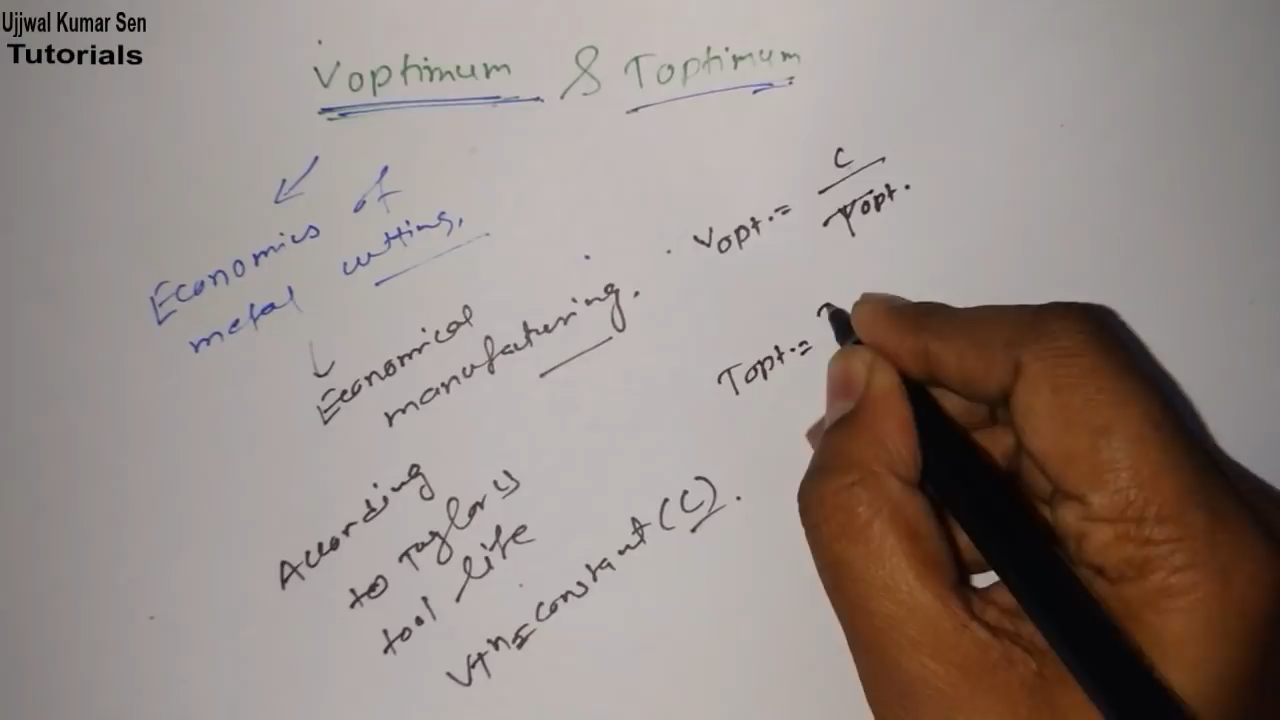 Ujjwal Kumar Sen
Tutorials
Voptimum & Toptimum
Economics of
metal cutting.
Economical
manufacturing.
According
to Taylor's
tool life
VTn = constant (C).
Vopt. = C
Topt.
Topt. =